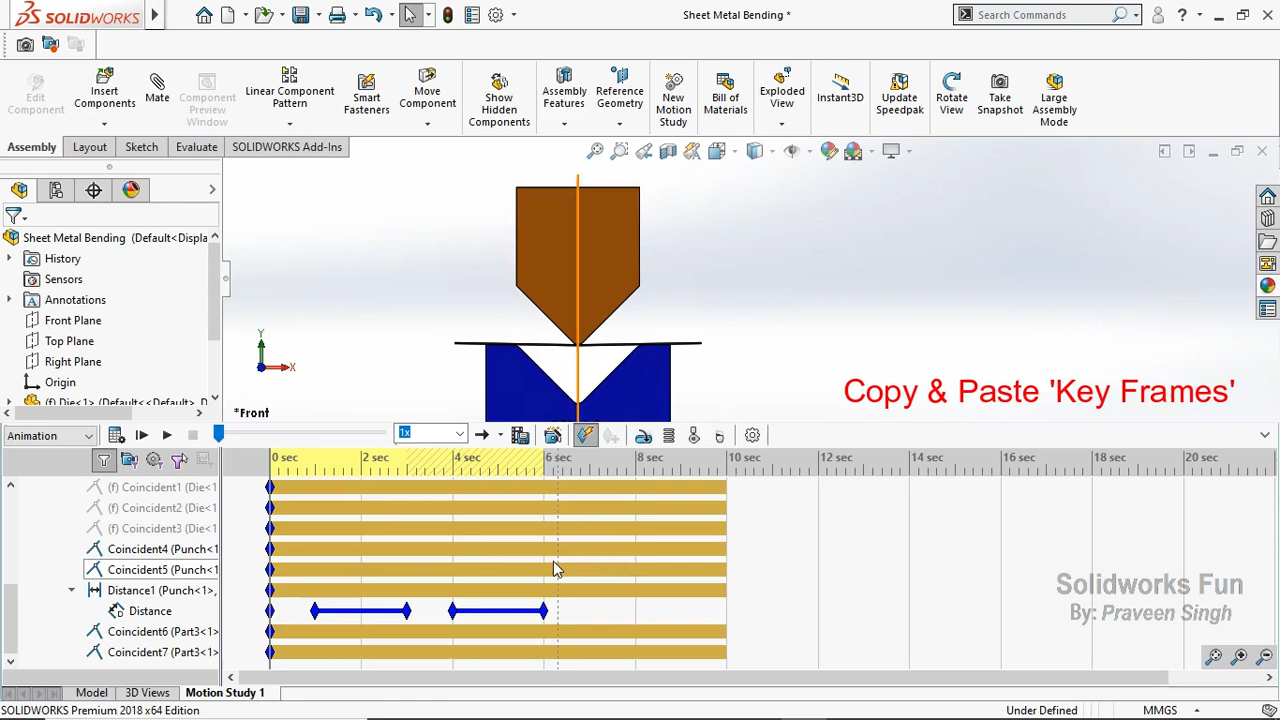 SOLIDWORKS
Sheet Metal Bending *
Search Commands
?
Edit Component
Insert Components
Mate
Component Preview Window
Linear Component Pattern
Smart Fasteners
Move Component
Show Hidden Components
Assembly Features
Reference Geometry
New Motion Study
Bill of Materials
Exploded View
Instant3D
Update Speedpak
Rotate View
Take Snapshot
Large Assembly Mode
Assembly
Layout
Sketch
Evaluate
SOLIDWORKS Add-Ins
Sheet Metal Bending (Default<Displa
History
Sensors
Annotations
Front Plane
Top Plane
Right Plane
Origin
(f) Die<1> (Default<<Default>_D
Y
X
*Front
Copy & Paste 'Key Frames'
Animation
1x
0 sec
2 sec
4 sec
6 sec
8 sec
10 sec
12 sec
14 sec
16 sec
18 sec
20 sec
(f) Coincident1 (Die<1
(f) Coincident2 (Die<1
(f) Coincident3 (Die<1
Coincident4 (Punch<1
Coincident5 (Punch<1
Distance1 (Punch<1>,
Distance
Coincident6 (Part3<1
Coincident7 (Part3<1
Solidworks Fun
By: Praveen Singh
Model
3D Views
Motion Study 1
SOLIDWORKS Premium 2018 x64 Edition
Under Defined
MMGS